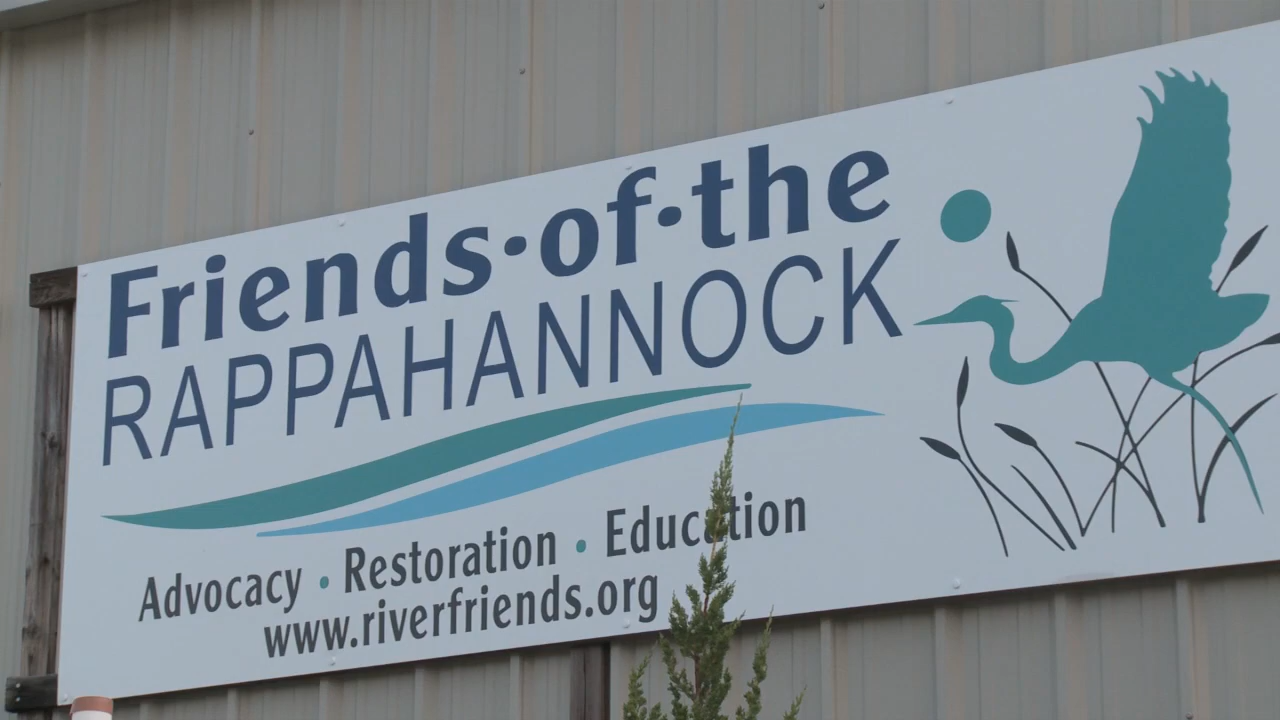 Friends·of·the
RAPPAHANNOCK
Advocacy · Restoration · Education
www.riverfriends.org